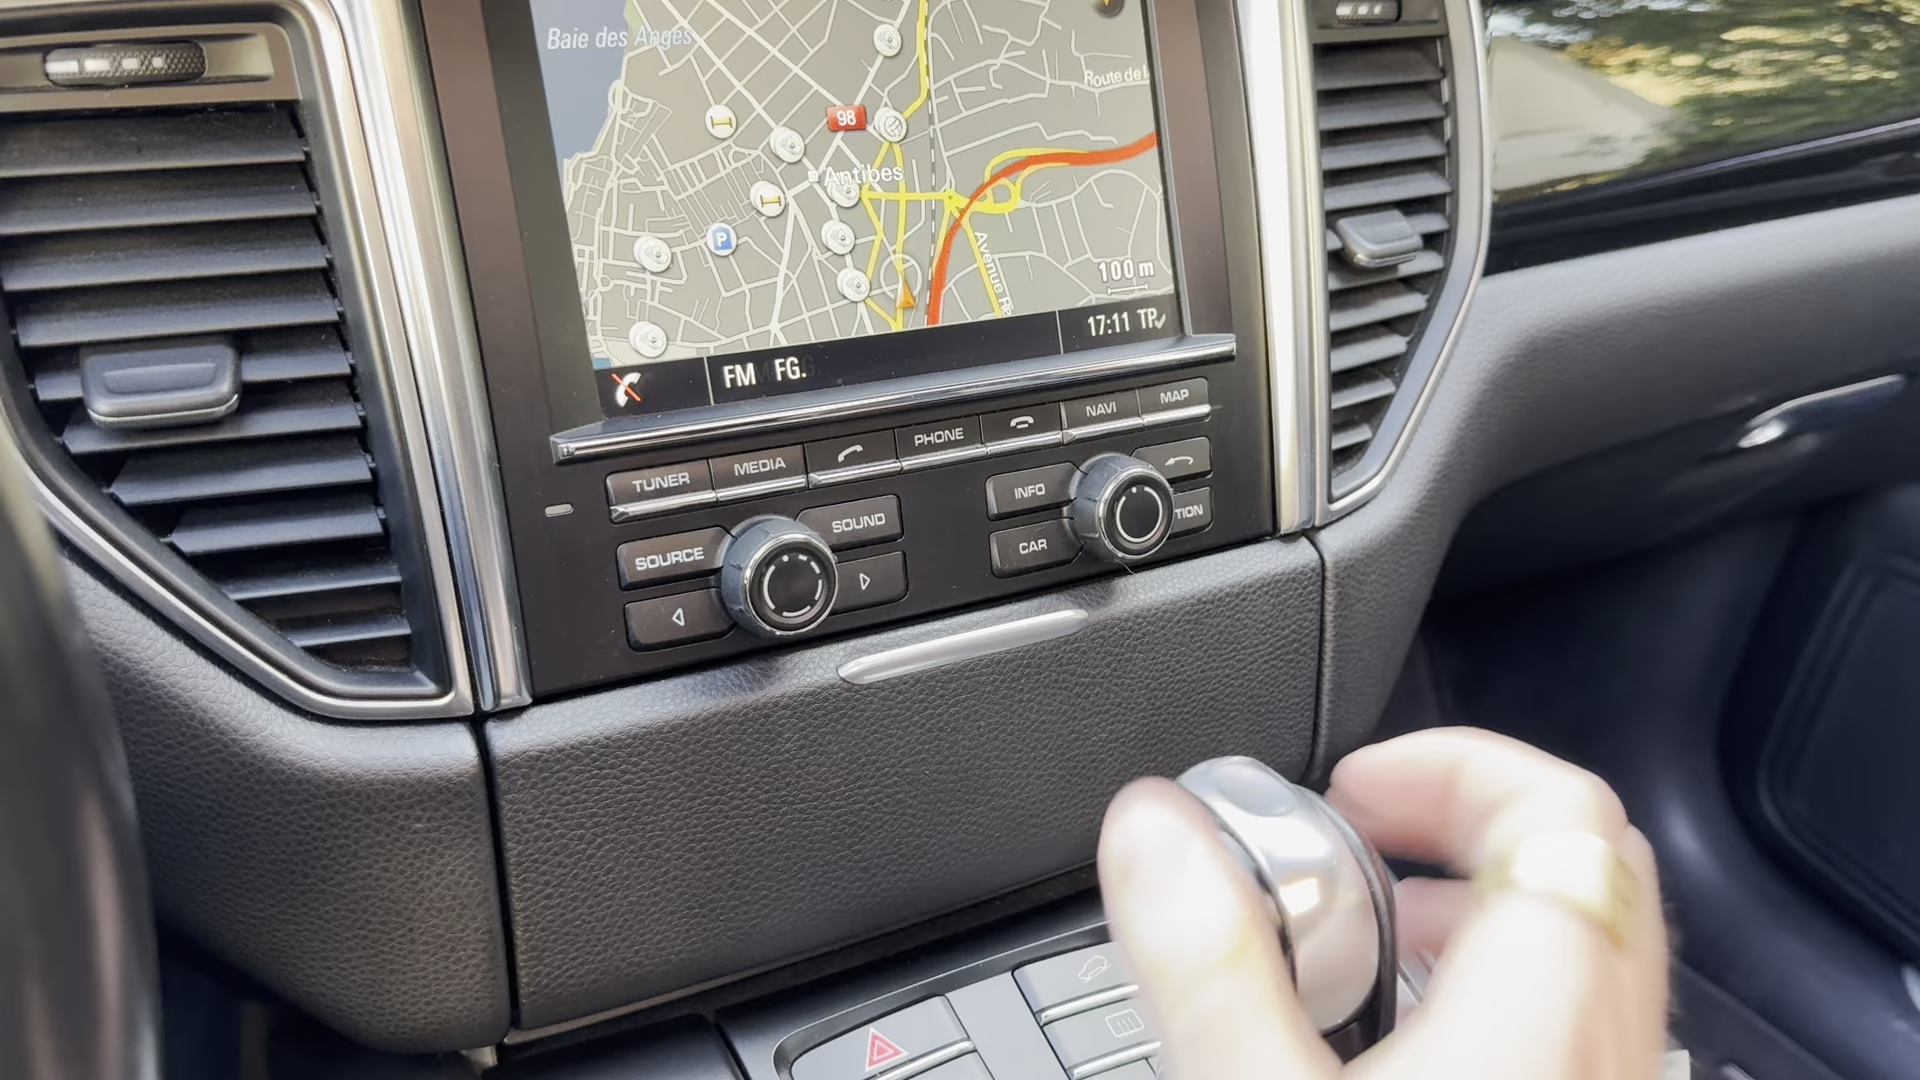 Baie des Anges
Route de l
98
Antibes
P
Avenue Re
100 m
17:11 TP
FM FG.
TUNER
MEDIA
PHONE
NAVI
MAP
SOURCE
SOUND
INFO
CAR
TION